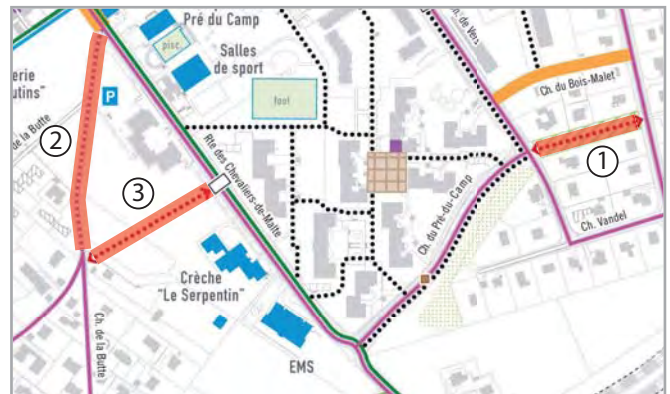 Pré du Camp
pisc.
Salles
de sport
foot
P
de la Butte
②
③
Rte des Chevaliers-de-Malte
Ch. du Pré-du-Camp
de Vers
Ch. du Bois-Malet
①
Ch. Vandel
Crèche
"Le Serpentin"
EMS
Ch. de la Butte